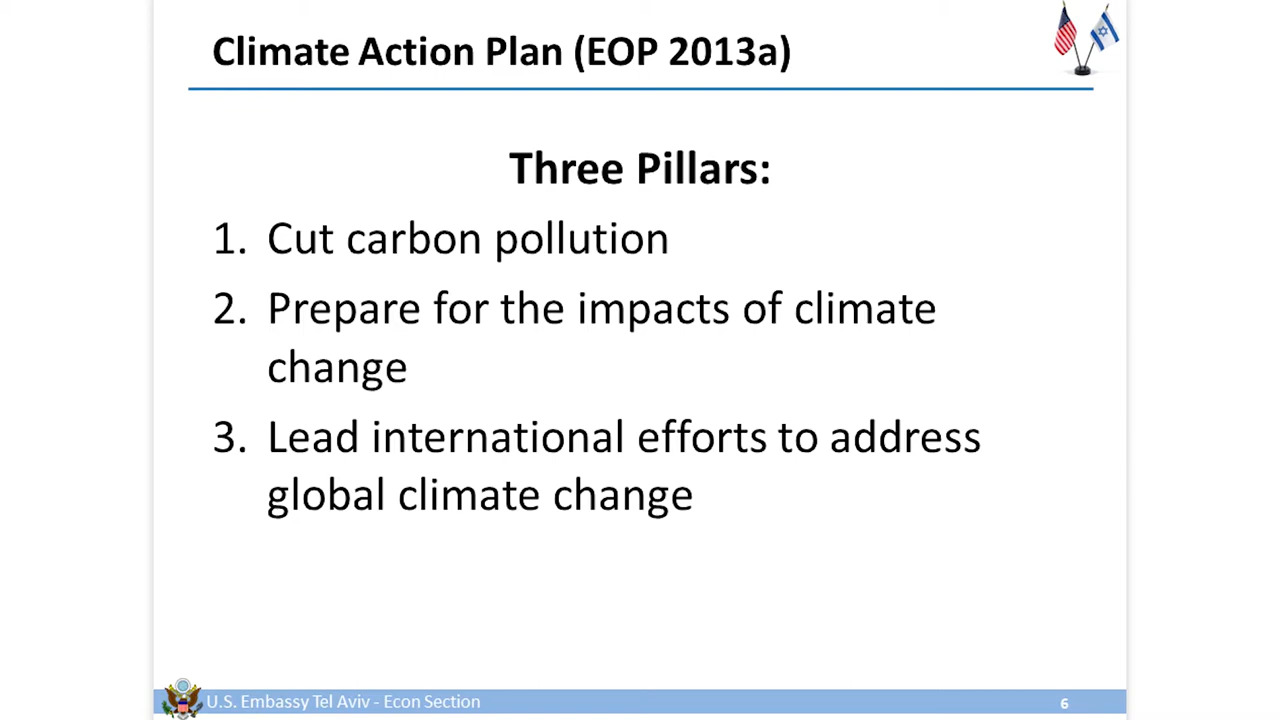 Climate Action Plan (EOP 2013a)
Three Pillars:
1. Cut carbon pollution
2. Prepare for the impacts of climate
change
3. Lead international efforts to address
global climate change
U.S. Embassy Tel Aviv - Econ Section
6